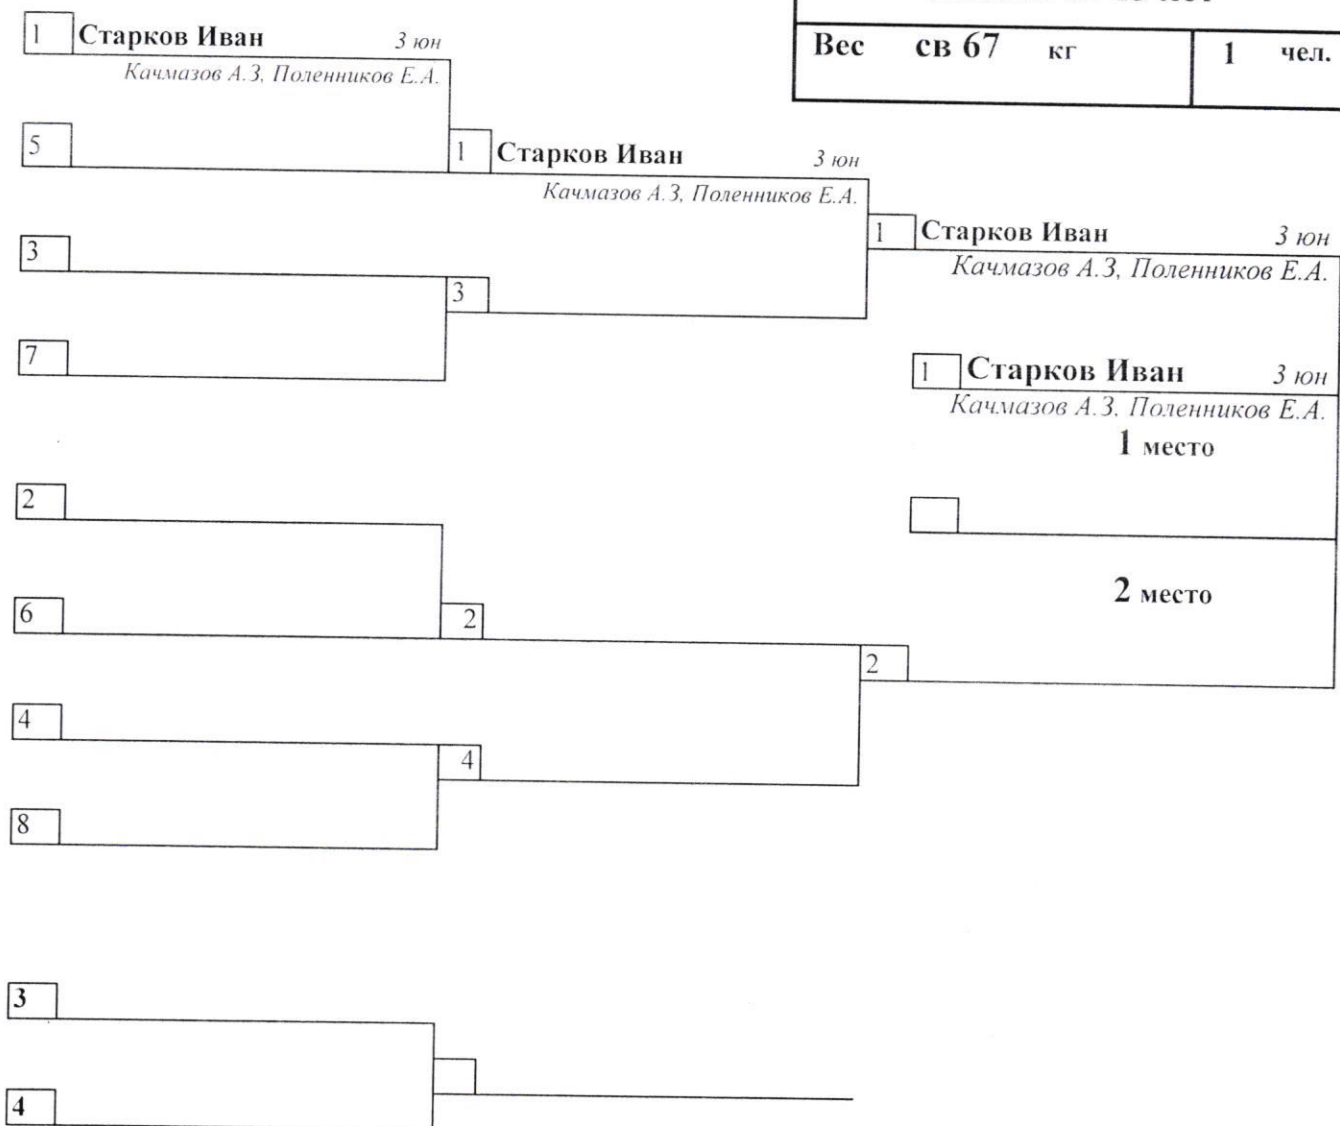 1 Старков Иван 3 юн
Качмазов А.З, Поленников Е.А.
Вес св 67 кг 1 чел.
5
1 Старков Иван 3 юн
Качмазов А.З, Поленников Е.А.
1 Старков Иван 3 юн
Качмазов А.З, Поленников Е.А.
3
3
7
1 Старков Иван 3 юн
Качмазов А.З, Поленников Е.А.
1 место
2
2 место
6
2
2
4
4
8
3
4